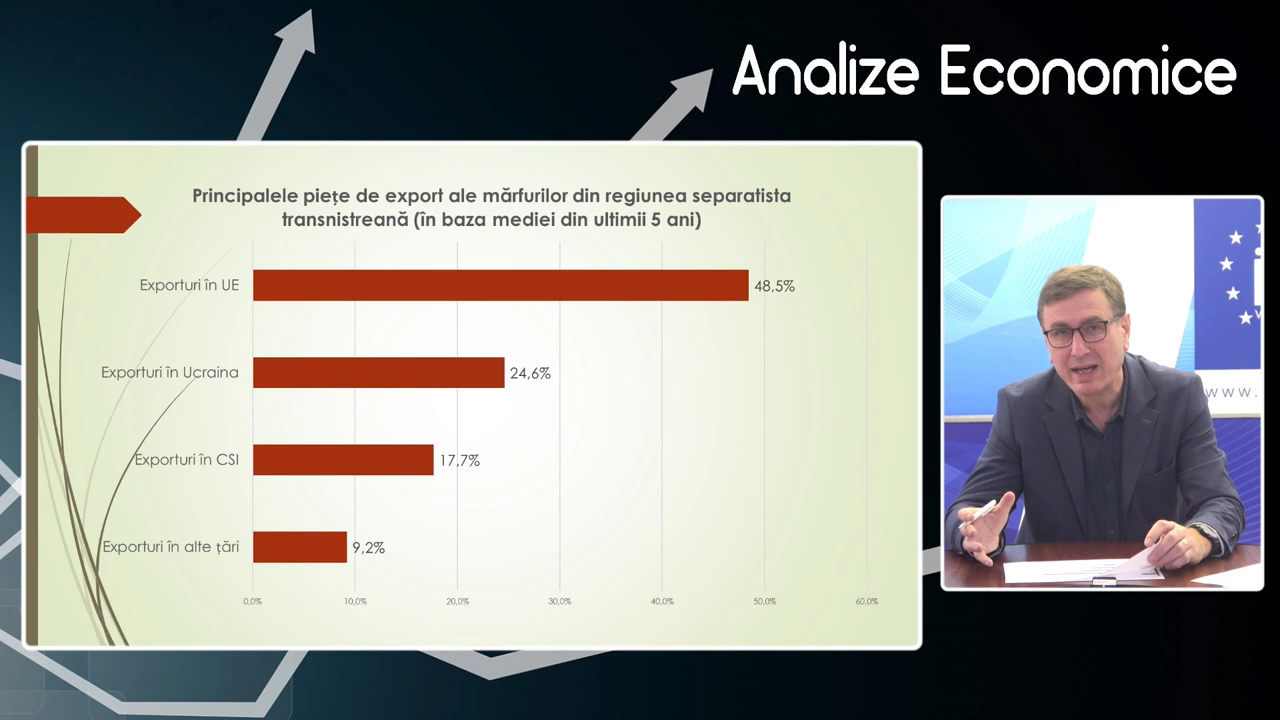 Analize Economice
Principalele piețe de export ale mărfurilor din regiunea separatista
transnistreană (în baza mediei din ultimii 5 ani)
Exporturi în UE
48,5%
Exporturi în Ucraina
24,6%
Exporturi în CSI
17,7%
Exporturi în alte țări
9,2%
0,0%
10,0%
20,0%
30,0%
40,0%
50,0%
60,0%
WWW.